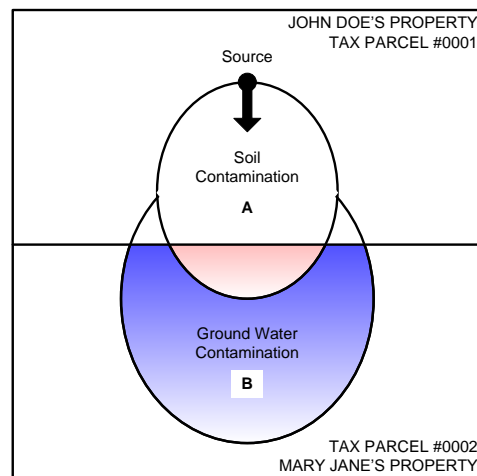 JOHN DOE'S PROPERTY
TAX PARCEL #0001
Source
Soil
Contamination
A
Ground Water
Contamination
B
TAX PARCEL #0002
MARY JANE'S PROPERTY